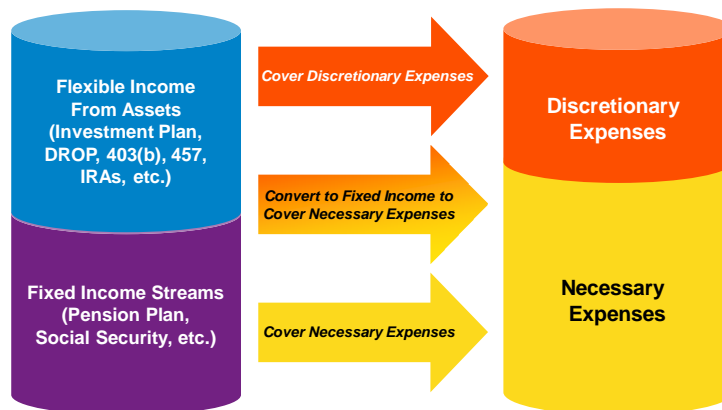 Flexible Income
From Assets
(Investment Plan,
DROP, 403(b), 457,
IRAs, etc.)
Fixed Income Streams
(Pension Plan,
Social Security, etc.)
Cover Discretionary Expenses
Convert to Fixed Income to
Cover Necessary Expenses
Cover Necessary Expenses
Discretionary
Expenses
Necessary
Expenses